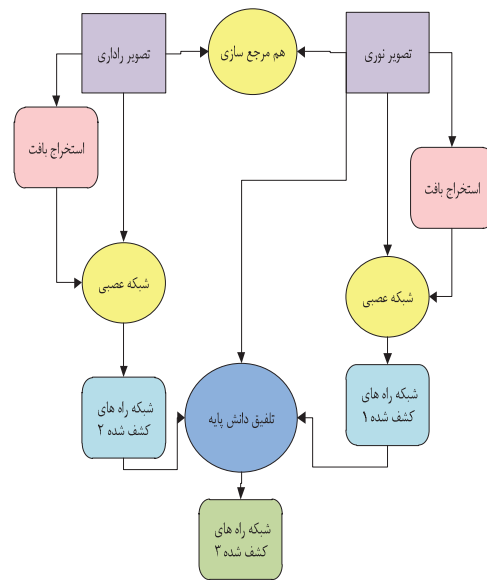 هم مرجع سازی
تصویر نوری
تصویر راداری
استخراج بافت
استخراج بافت
شبکه عصبی
شبکه عصبی
شبکه راه های
کشف شده ۱
تلفیق دانش پایه
شبکه راه های
کشف شده ۲
شبکه راه های
کشف شده ۳